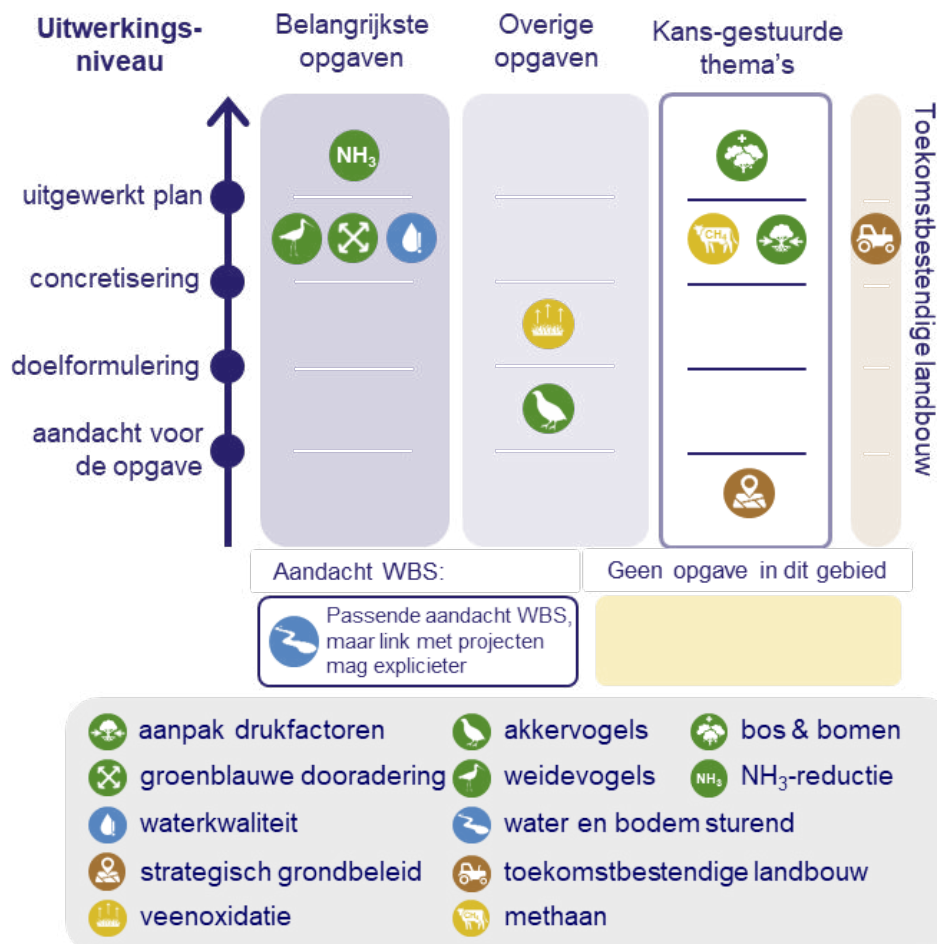 Uitwerkings-
niveau
Belangrijkste
opgaven
Overige
opgaven
Kans-gestuurde
thema's
Toekomstbestendige landbouw
NH₃
uitgewerkt plan
CH₄
concretisering
doelformulering
aandacht voor
de opgave
Aandacht WBS:
Geen opgave in dit gebied
Passende aandacht WBS,
maar link met projecten
mag explicieter
aanpak drukfactoren
akkervogels
bos & bomen
groenblauwe dooradering
weidevogels
NH₃ NH₃-reductie
waterkwaliteit
water en bodem sturend
strategisch grondbeleid
toekomstbestendige landbouw
veenoxidatie
CH₄ methaan